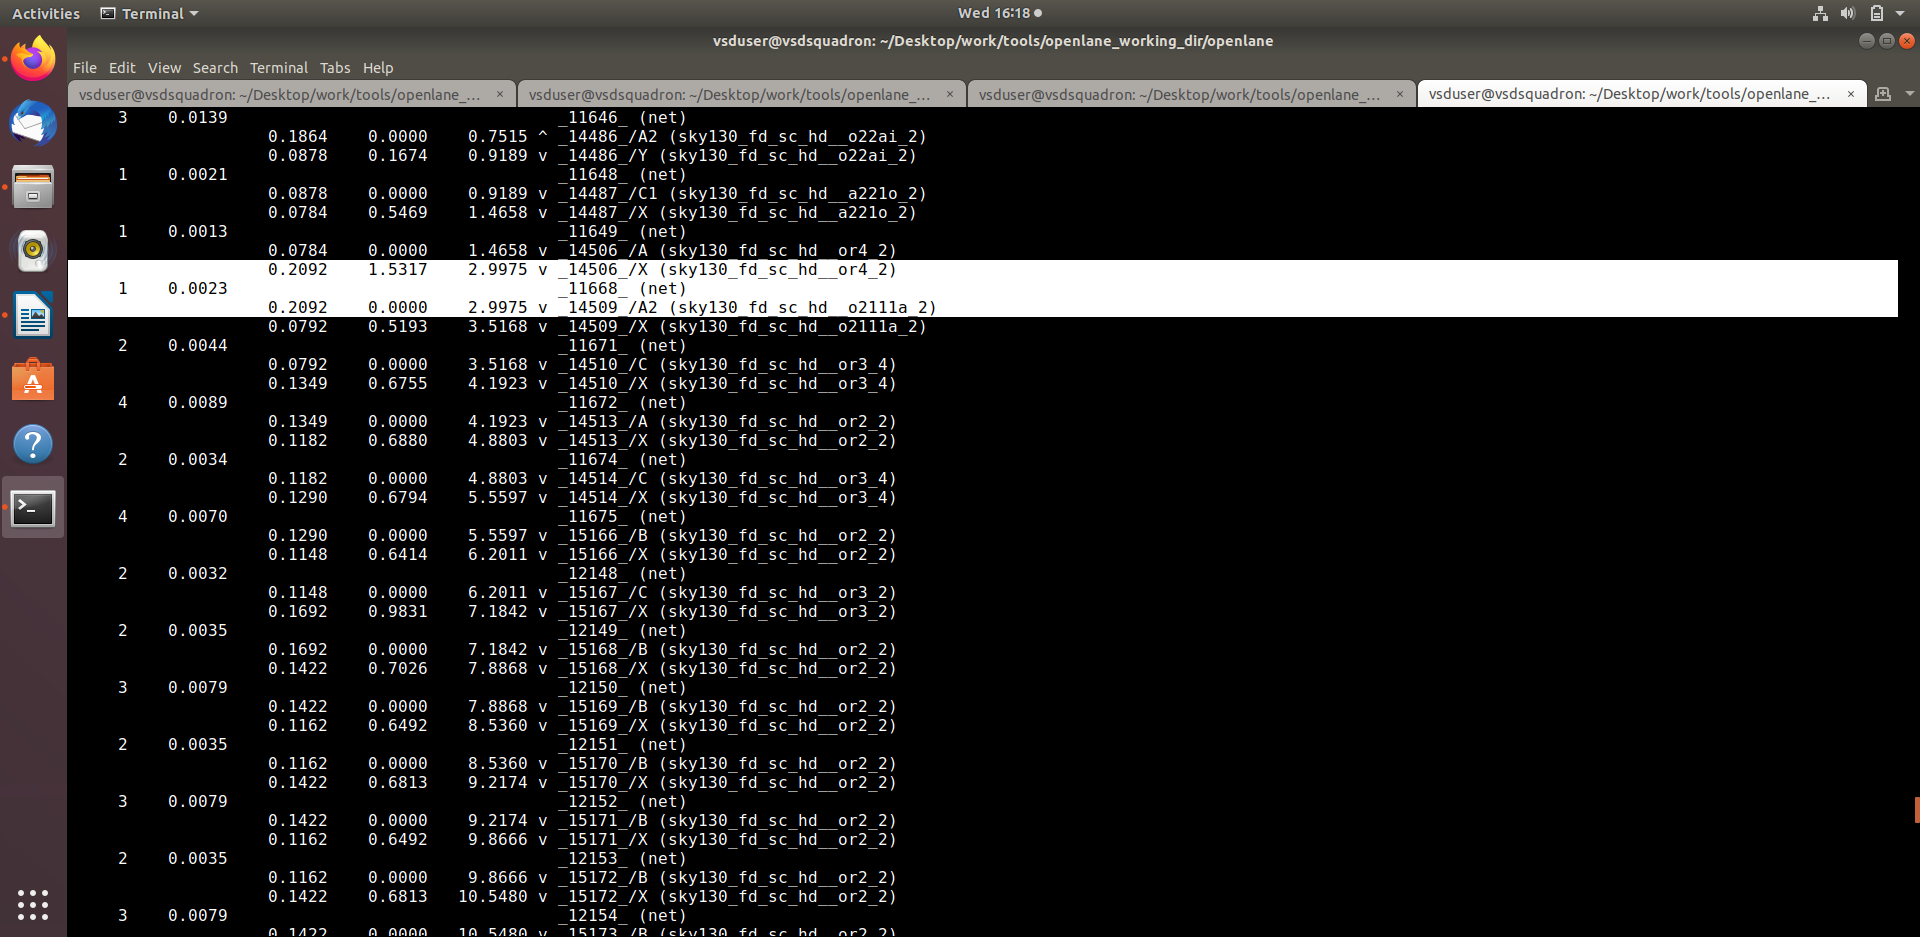 Activities Terminal Wed 16:18
vsduser@vsdsquadron: ~/Desktop/work/tools/openlane_working_dir/openlane
File Edit View Search Terminal Tabs Help
vsduser@vsdsquadron: ~/Desktop/work/tools/openlane_... × vsduser@vsdsquadron: ~/Desktop/work/tools/openlane_... × vsduser@vsdsquadron: ~/Desktop/work/tools/openlane_... × vsduser@vsdsquadron: ~/Desktop/work/tools/openlane_... ×
3 0.0139 _11646_ (net)
0.1864 0.0000 0.7515 ^ _14486_/A2 (sky130_fd_sc_hd__o22ai_2)
0.0878 0.1674 0.9189 v _14486_/Y (sky130_fd_sc_hd__o22ai_2)
1 0.0021 _11648_ (net)
0.0878 0.0000 0.9189 v _14487_/C1 (sky130_fd_sc_hd__a221o_2)
0.0784 0.5469 1.4658 v _14487_/X (sky130_fd_sc_hd__a221o_2)
1 0.0013 _11649_ (net)
0.0784 0.0000 1.4658 v _14506_/A (sky130_fd_sc_hd__or4_2)
0.2092 1.5317 2.9975 v _14506_/X (sky130_fd_sc_hd__or4_2)
1 0.0023 _11668_ (net)
0.2092 0.0000 2.9975 v _14509_/A2 (sky130_fd_sc_hd__o2111a_2)
0.0792 0.5193 3.5168 v _14509_/X (sky130_fd_sc_hd__o2111a_2)
2 0.0044 _11671_ (net)
0.0792 0.0000 3.5168 v _14510_/C (sky130_fd_sc_hd__or3_4)
0.1349 0.6755 4.1923 v _14510_/X (sky130_fd_sc_hd__or3_4)
4 0.0089 _11672_ (net)
0.1349 0.0000 4.1923 v _14513_/A (sky130_fd_sc_hd__or2_2)
0.1182 0.6880 4.8803 v _14513_/X (sky130_fd_sc_hd__or2_2)
2 0.0034 _11674_ (net)
0.1182 0.0000 4.8803 v _14514_/C (sky130_fd_sc_hd__or3_4)
0.1290 0.6794 5.5597 v _14514_/X (sky130_fd_sc_hd__or3_4)
4 0.0070 _11675_ (net)
0.1290 0.0000 5.5597 v _15166_/B (sky130_fd_sc_hd__or2_2)
0.1148 0.6414 6.2011 v _15166_/X (sky130_fd_sc_hd__or2_2)
2 0.0032 _12148_ (net)
0.1148 0.0000 6.2011 v _15167_/C (sky130_fd_sc_hd__or3_2)
0.1692 0.9831 7.1842 v _15167_/X (sky130_fd_sc_hd__or3_2)
2 0.0035 _12149_ (net)
0.1692 0.0000 7.1842 v _15168_/B (sky130_fd_sc_hd__or2_2)
0.1422 0.7026 7.8868 v _15168_/X (sky130_fd_sc_hd__or2_2)
3 0.0079 _12150_ (net)
0.1422 0.0000 7.8868 v _15169_/B (sky130_fd_sc_hd__or2_2)
0.1162 0.6492 8.5360 v _15169_/X (sky130_fd_sc_hd__or2_2)
2 0.0035 _12151_ (net)
0.1162 0.0000 8.5360 v _15170_/B (sky130_fd_sc_hd__or2_2)
0.1422 0.6813 9.2174 v _15170_/X (sky130_fd_sc_hd__or2_2)
3 0.0079 _12152_ (net)
0.1422 0.0000 9.2174 v _15171_/B (sky130_fd_sc_hd__or2_2)
0.1162 0.6492 9.8666 v _15171_/X (sky130_fd_sc_hd__or2_2)
2 0.0035 _12153_ (net)
0.1162 0.0000 9.8666 v _15172_/B (sky130_fd_sc_hd__or2_2)
0.1422 0.6813 10.5480 v _15172_/X (sky130_fd_sc_hd__or2_2)
3 0.0079 _12154_ (net)
0.1422 0.0000 10.5480 v _15173_/B (sky130_fd_sc_hd__or2_2)